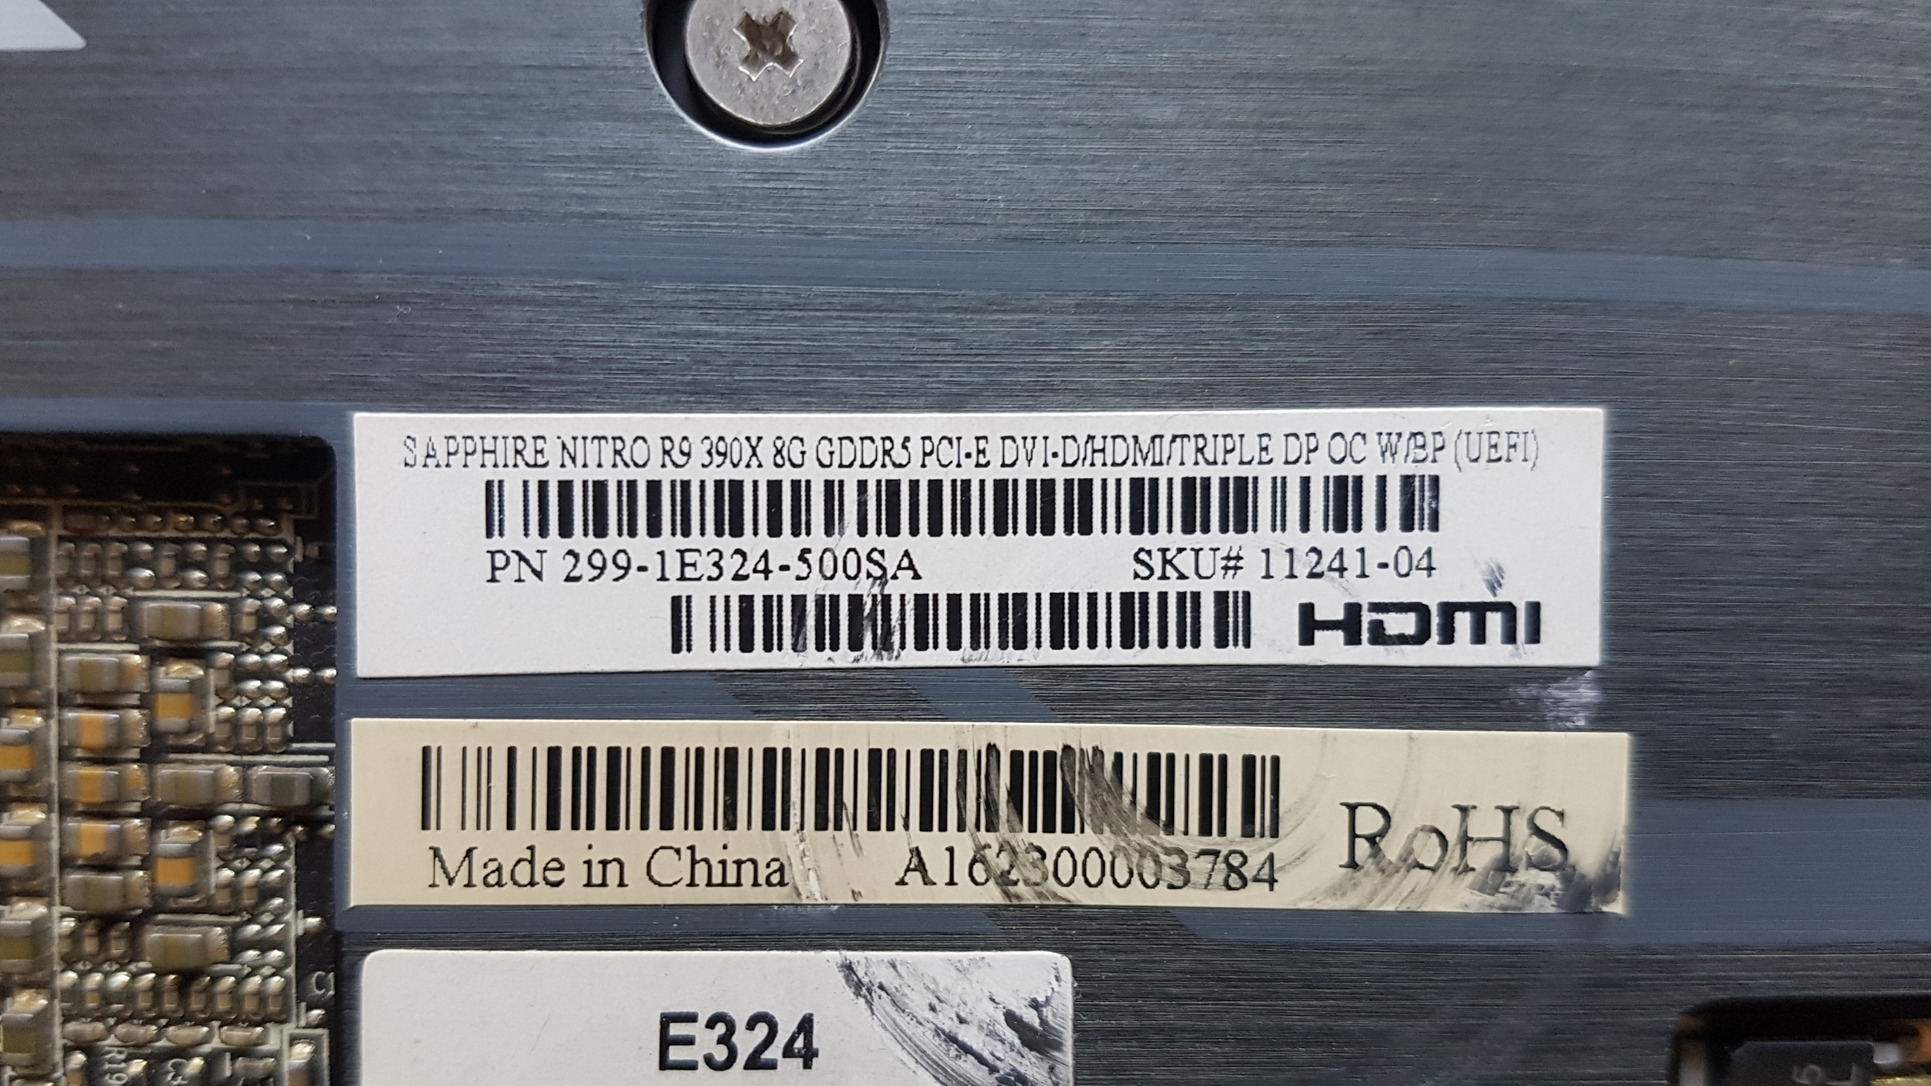 SAPPHIRE NITRO R9 390X 8G GDDR5 PCI-E DVI-D/HDMI/TRIPLE DP OC W/BP (UEFI)
PN 299-1E324-500SA SKU# 11241-04
HDMI
Made in China A162300003784 RoHS
E324